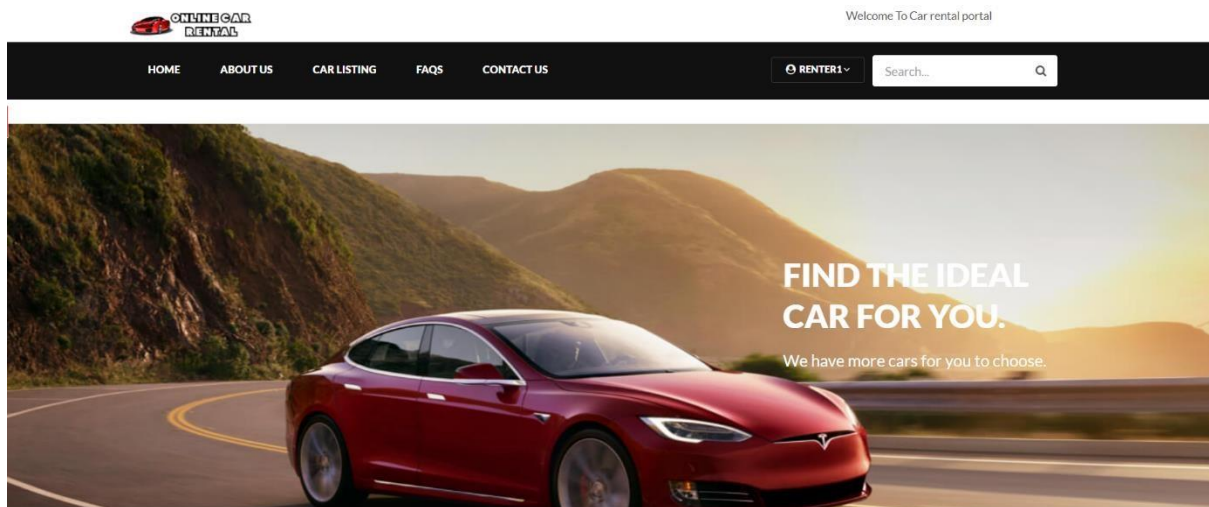 ONLINE CAR
RENTAL
Welcome To Car rental portal
HOME ABOUT US CAR LISTING FAQS CONTACT US RENTER1 Search...
FIND THE IDEAL
CAR FOR YOU.
We have more cars for you to choose.